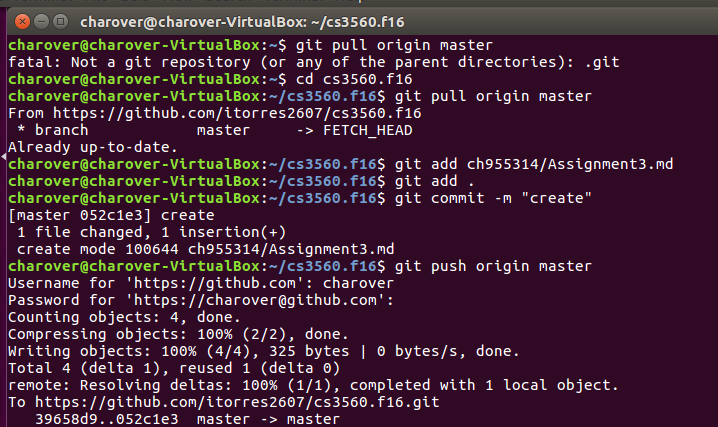 charover@charover-VirtualBox: ~/cs3560.f16
charover@charover-VirtualBox:~$ git pull origin master
fatal: Not a git repository (or any of the parent directories): .git
charover@charover-VirtualBox:~$ cd cs3560.f16
charover@charover-VirtualBox:~/cs3560.f16$ git pull origin master
From https://github.com/itorres2607/cs3560.f16
 * branch            master     -> FETCH_HEAD
Already up-to-date.
charover@charover-VirtualBox:~/cs3560.f16$ git add ch955314/Assignment3.md
charover@charover-VirtualBox:~/cs3560.f16$ git add .
charover@charover-VirtualBox:~/cs3560.f16$ git commit -m "create"
[master 052c1e3] create
 1 file changed, 1 insertion(+)
 create mode 100644 ch955314/Assignment3.md
charover@charover-VirtualBox:~/cs3560.f16$ git push origin master
Username for 'https://github.com': charover
Password for 'https://charover@github.com':
Counting objects: 4, done.
Compressing objects: 100% (2/2), done.
Writing objects: 100% (4/4), 325 bytes | 0 bytes/s, done.
Total 4 (delta 1), reused 1 (delta 0)
remote: Resolving deltas: 100% (1/1), completed with 1 local object.
To https://github.com/itorres2607/cs3560.f16.git
   39658d9..052c1e3  master -> master